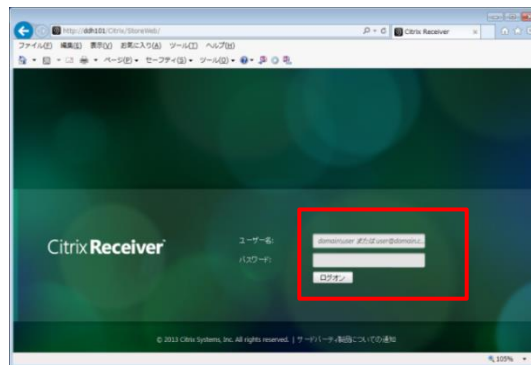 http://ddh101/Citrix/StoreWeb/
Citrix Receiver
ファイル(F) 編集(E) 表示(V) お気に入り(A) ツール(T) ヘルプ(H)
ページ(P) セーフティ(S) ツール(O)
ユーザー名: domain\user または user@domain.c...
Citrix Receiver
パスワード:
ログオン
© 2013 Citrix Systems, Inc. All rights reserved. | サードパーティ製品についての通知
105%